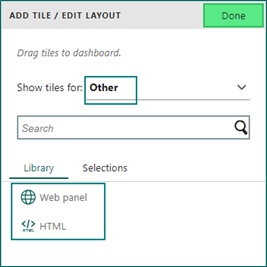 ADD TILE / EDIT LAYOUT Done
Drag tiles to dashboard.
Show tiles for: Other
Search
Library Selections
Web panel
HTML HTML